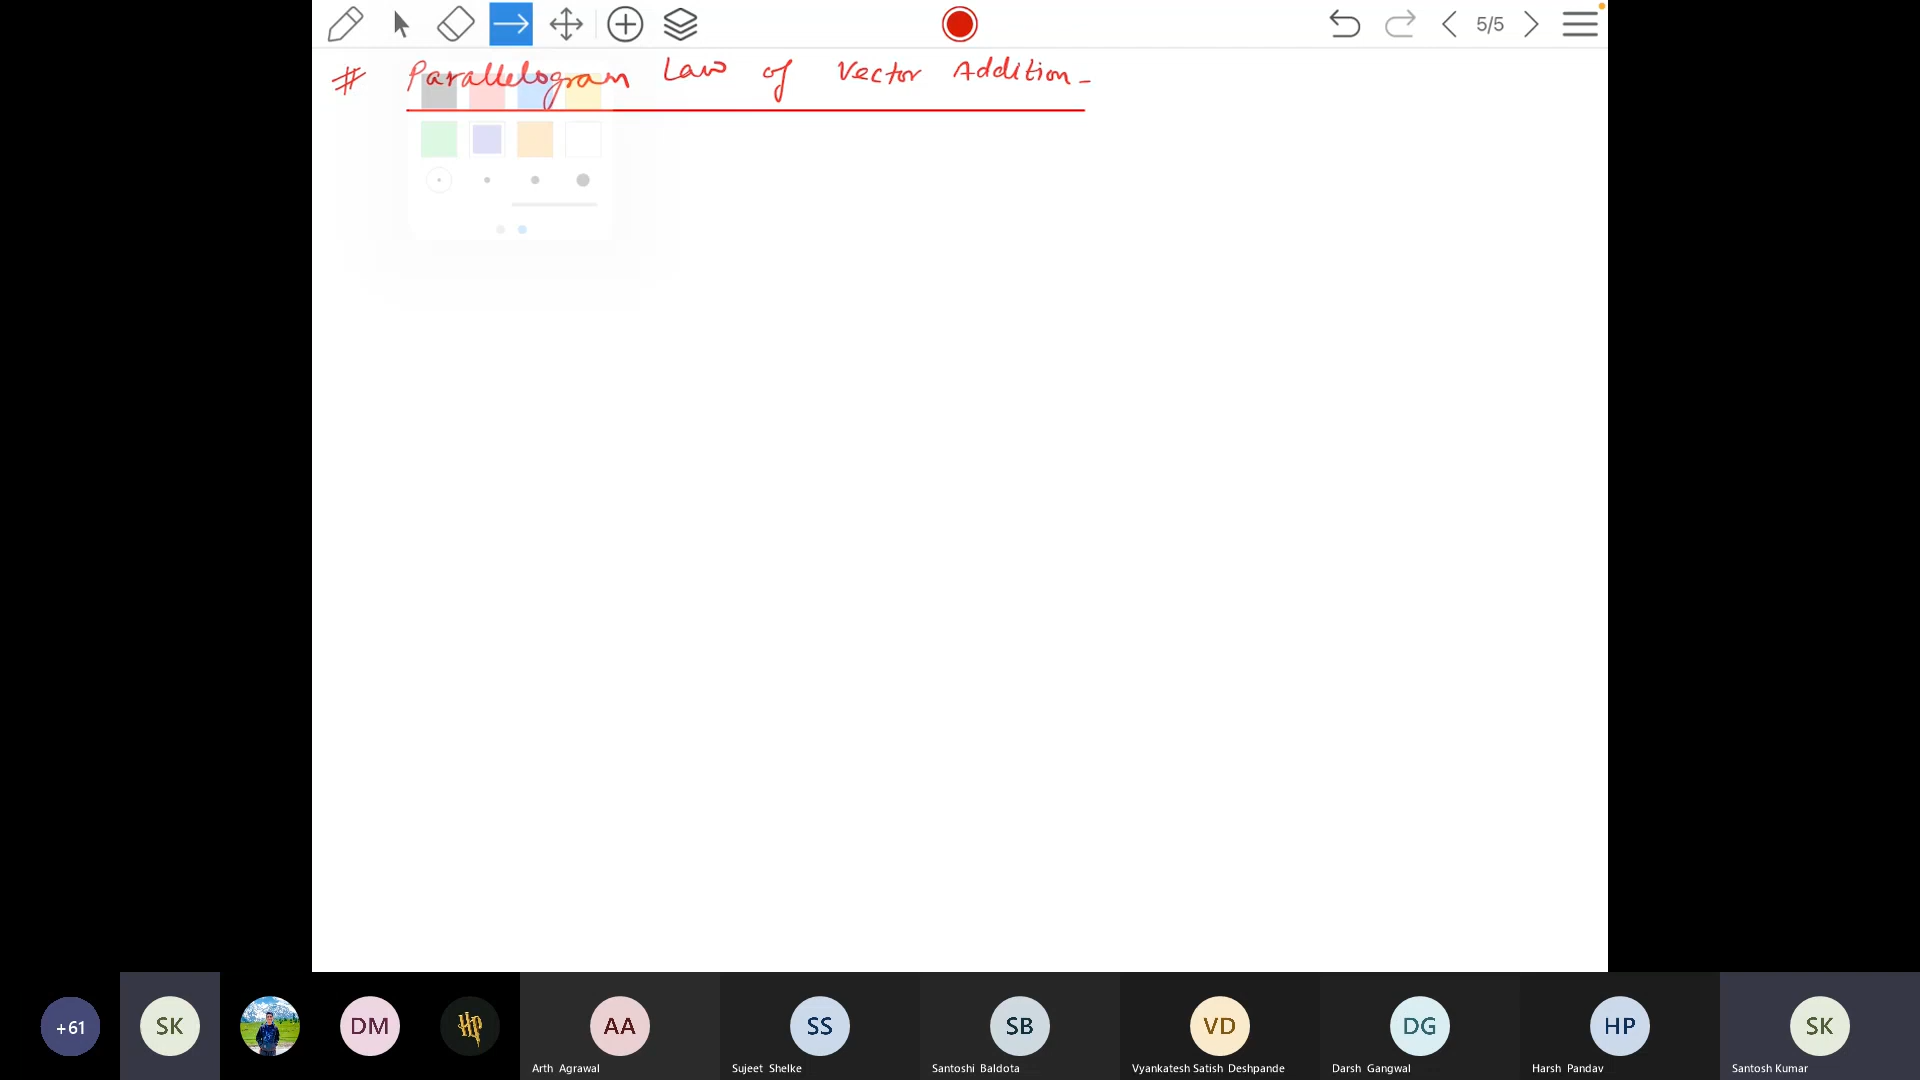 5/5
# Parallelogram Law of Vector Addition -
+61
SK
DM
HP
AA
SS
SB
VD
DG
HP
SK
Arth Agrawal
Sujeet Shelke
Santoshi Baldota
Vyankatesh Satish Deshpande
Darsh Gangwal
Harsh Pandav
Santosh Kumar